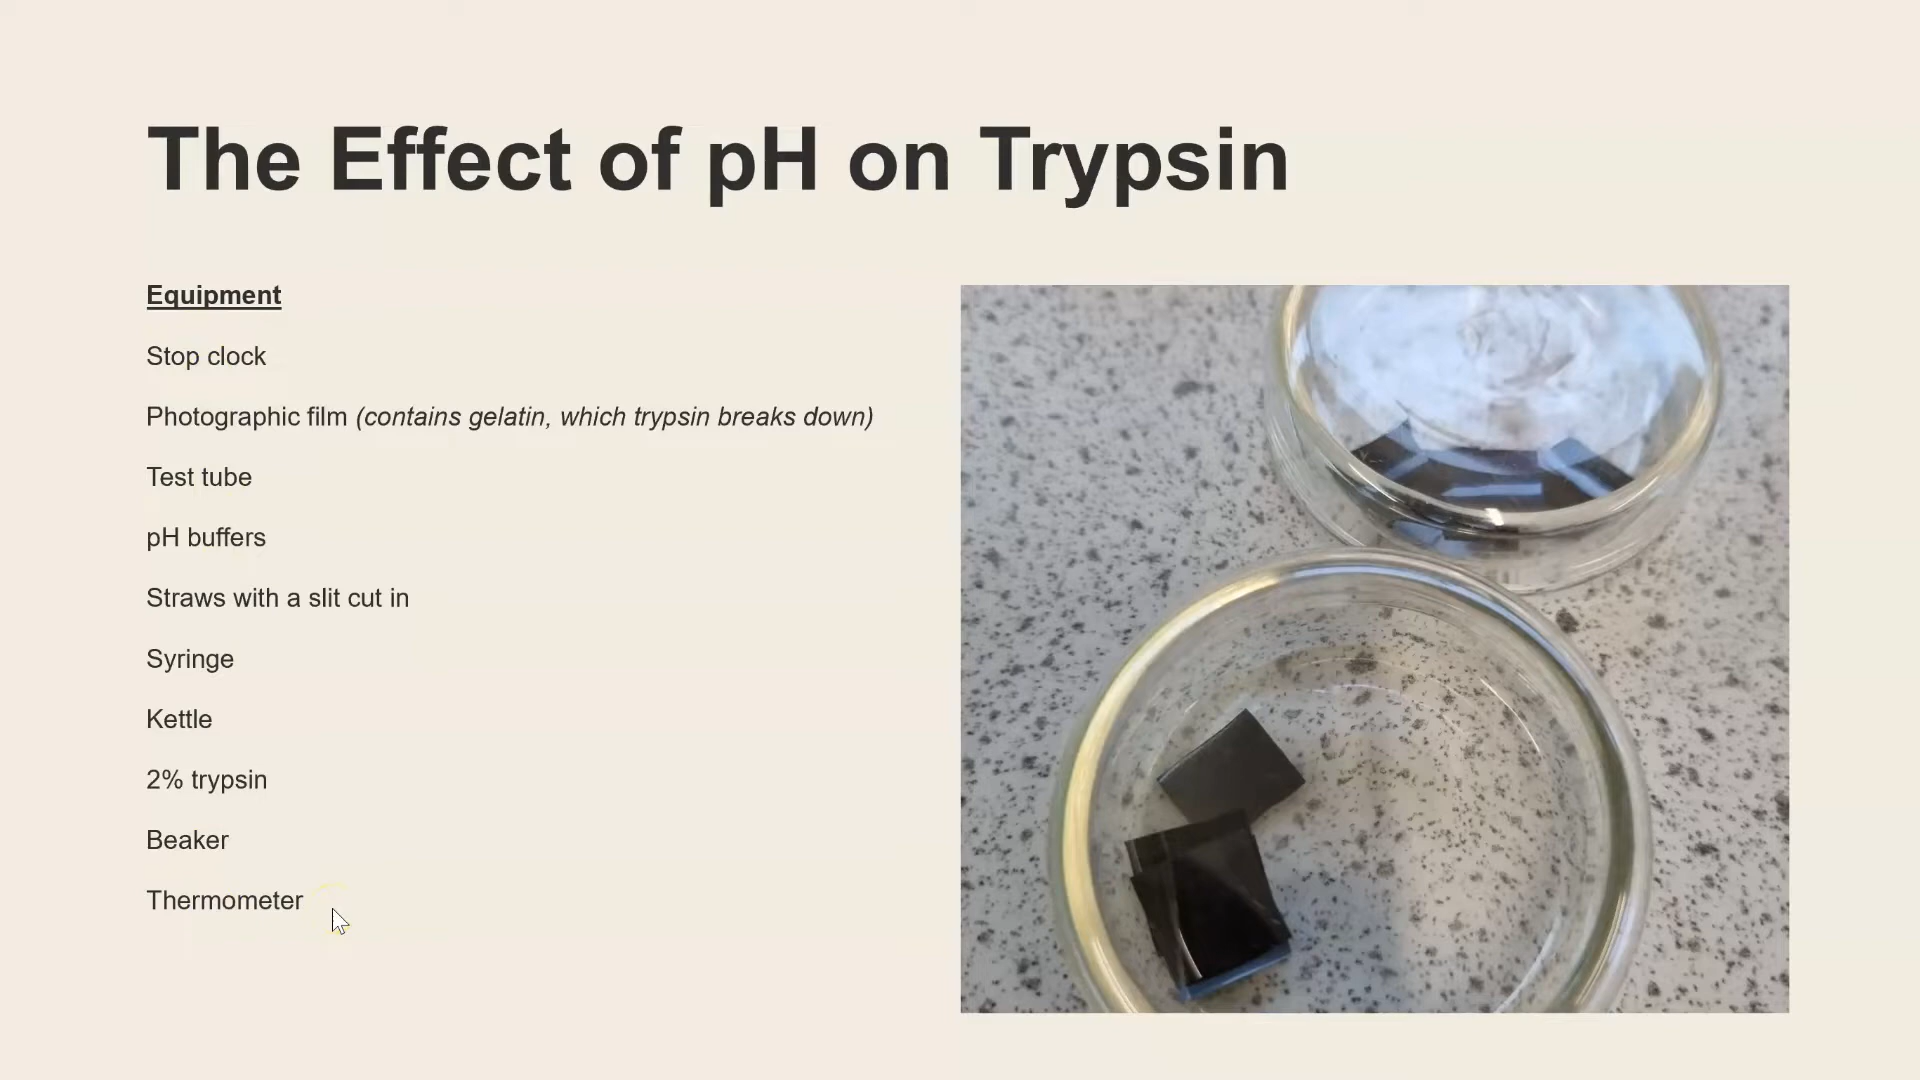 The Effect of pH on Trypsin
Equipment
Stop clock
Photographic film (contains gelatin, which trypsin breaks down)
Test tube
pH buffers
Straws with a slit cut in
Syringe
Kettle
2% trypsin
Beaker
Thermometer